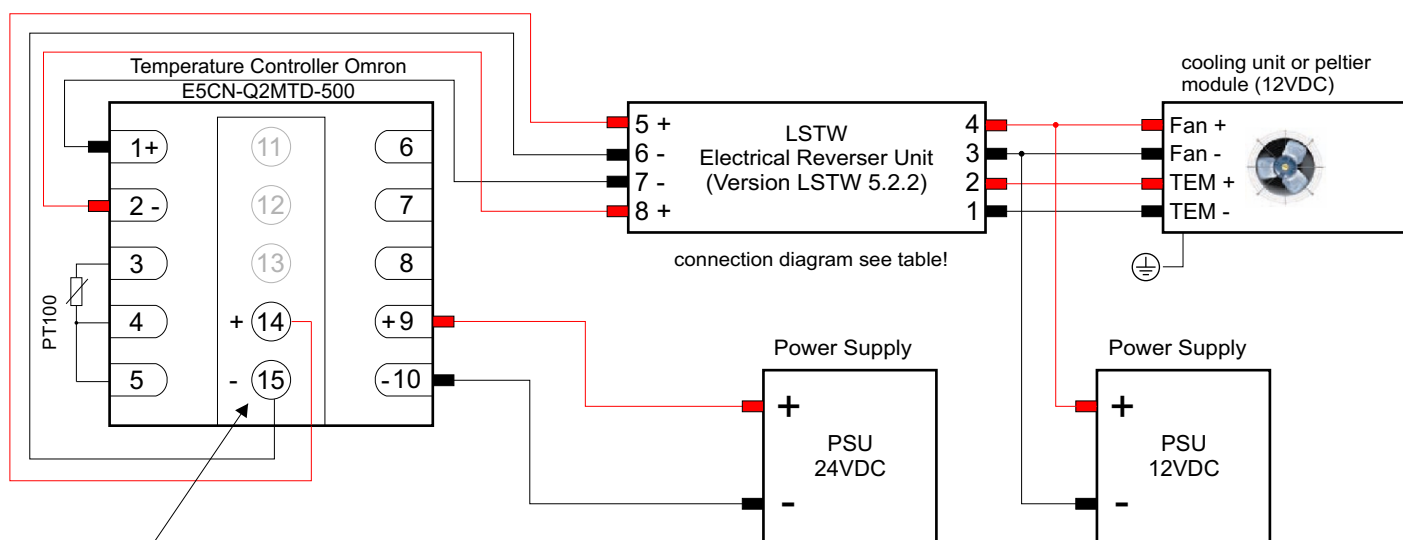 Temperature Controller Omron
E5CN-Q2MTD-500
1+
2 -
3
4
5
PT100
11
12
13
+ 14
- 15
6
7
8
+9
-10
5 +
6 -
7 -
8 +
LSTW
Electrical Reverser Unit
(Version LSTW 5.2.2)
4
3
2
1
connection diagram see table!
cooling unit or peltier
module (12VDC)
Fan +
Fan -
TEM +
TEM -
Power Supply
+
PSU
24VDC
-
Power Supply
+
PSU
12VDC
-